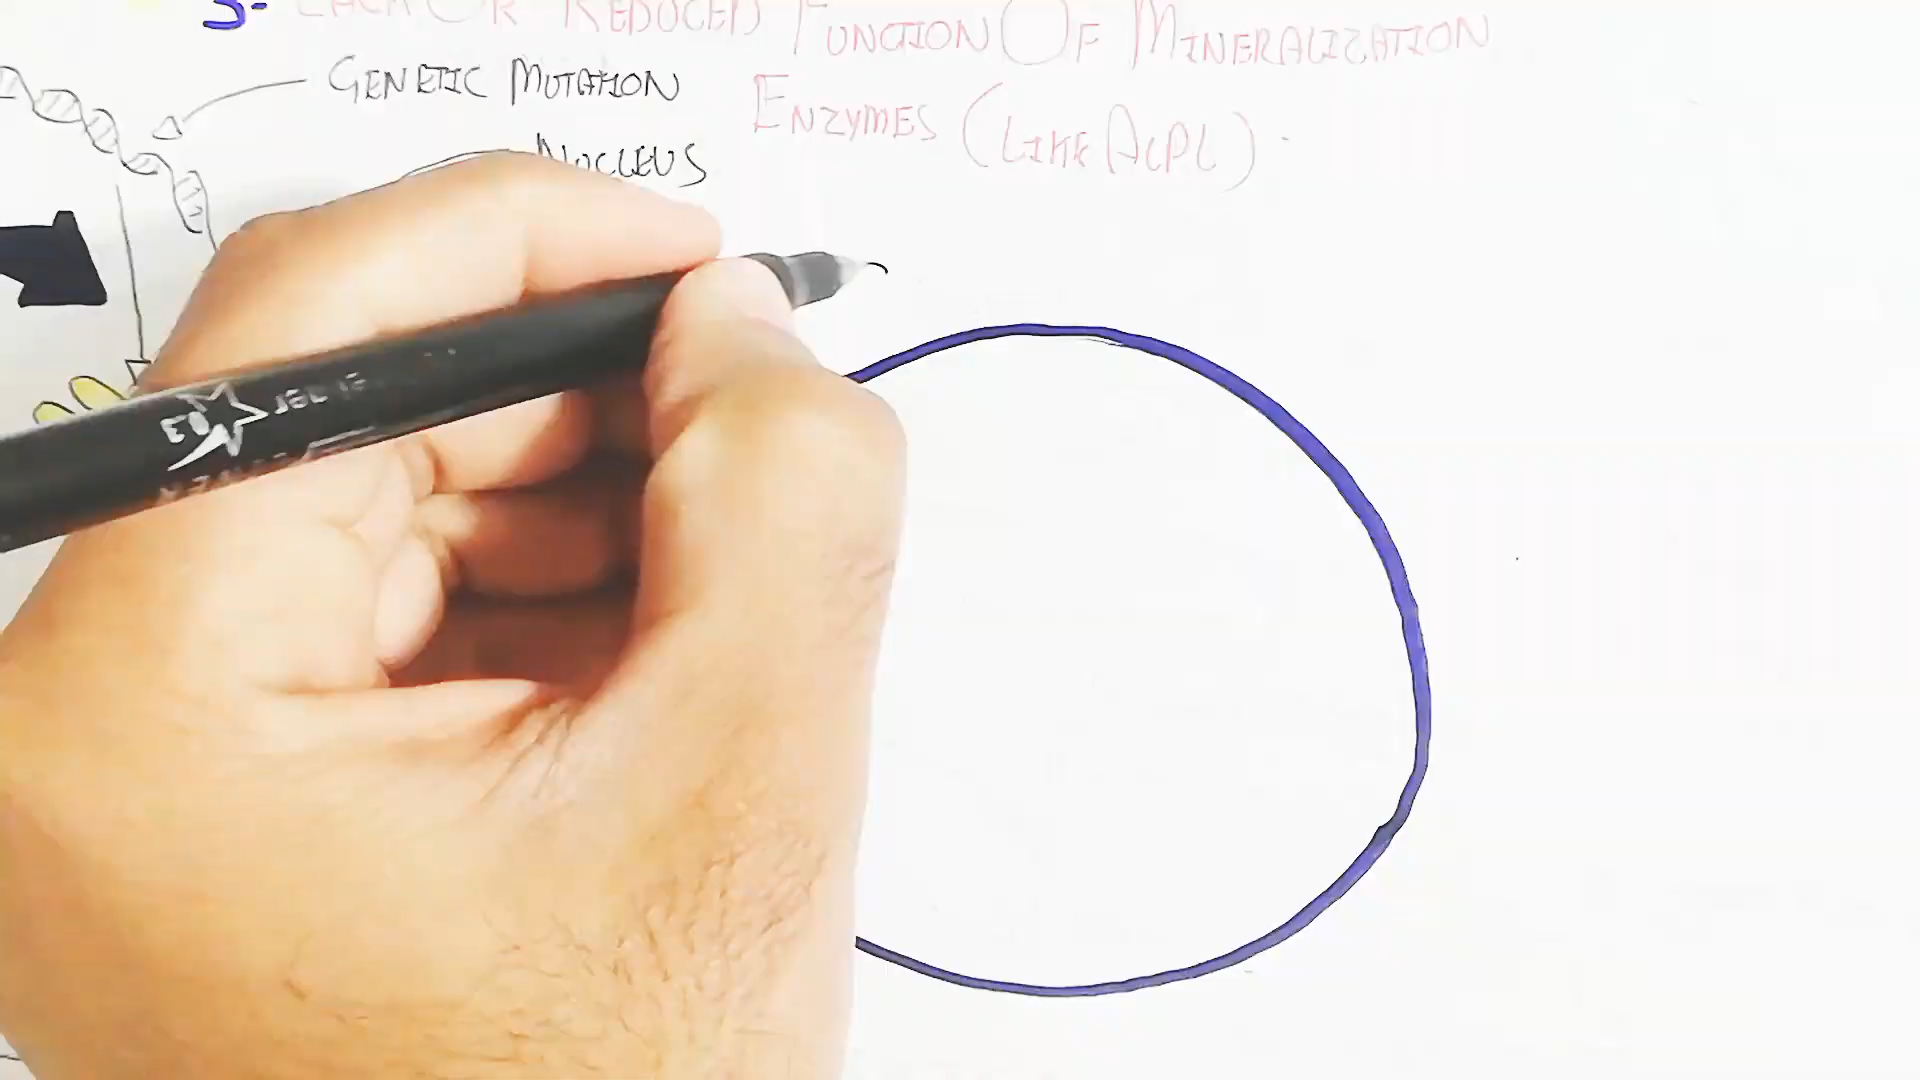 3- LACK OR REDUCED FUNCTION OF MINERALIZATION
ENZYMES (LIKE ALPL).
GENETIC MUTATION
NUCLEUS